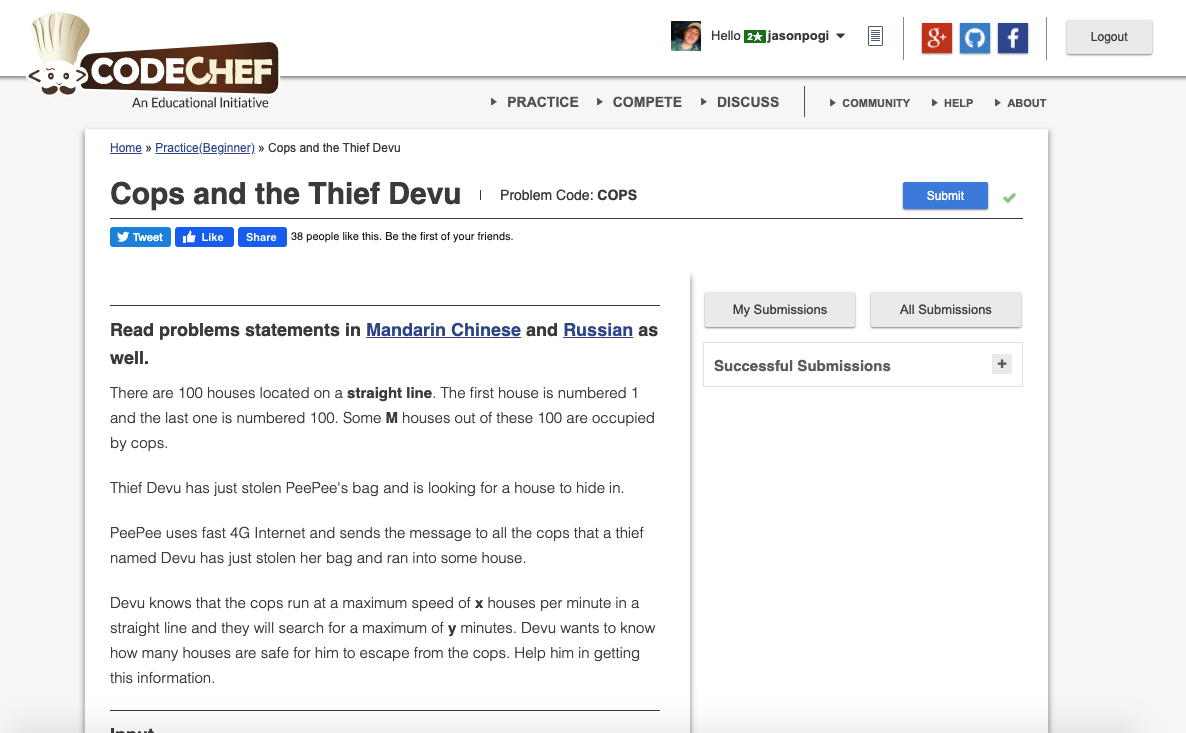 Hello 2★ jasonpogi
Logout
CODECHEF
An Educational Initiative
PRACTICE COMPETE DISCUSS COMMUNITY HELP ABOUT
Home » Practice(Beginner) » Cops and the Thief Devu
Cops and the Thief Devu
Problem Code: COPS
Submit
Tweet Like Share 38 people like this. Be the first of your friends.
My Submissions
All Submissions
Successful Submissions
+
Read problems statements in Mandarin Chinese and Russian as
well.
There are 100 houses located on a straight line. The first house is numbered 1
and the last one is numbered 100. Some M houses out of these 100 are occupied
by cops.
Thief Devu has just stolen PeePee's bag and is looking for a house to hide in.
PeePee uses fast 4G Internet and sends the message to all the cops that a thief
named Devu has just stolen her bag and ran into some house.
Devu knows that the cops run at a maximum speed of x houses per minute in a
straight line and they will search for a maximum of y minutes. Devu wants to know
how many houses are safe for him to escape from the cops. Help him in getting
this information.
Input